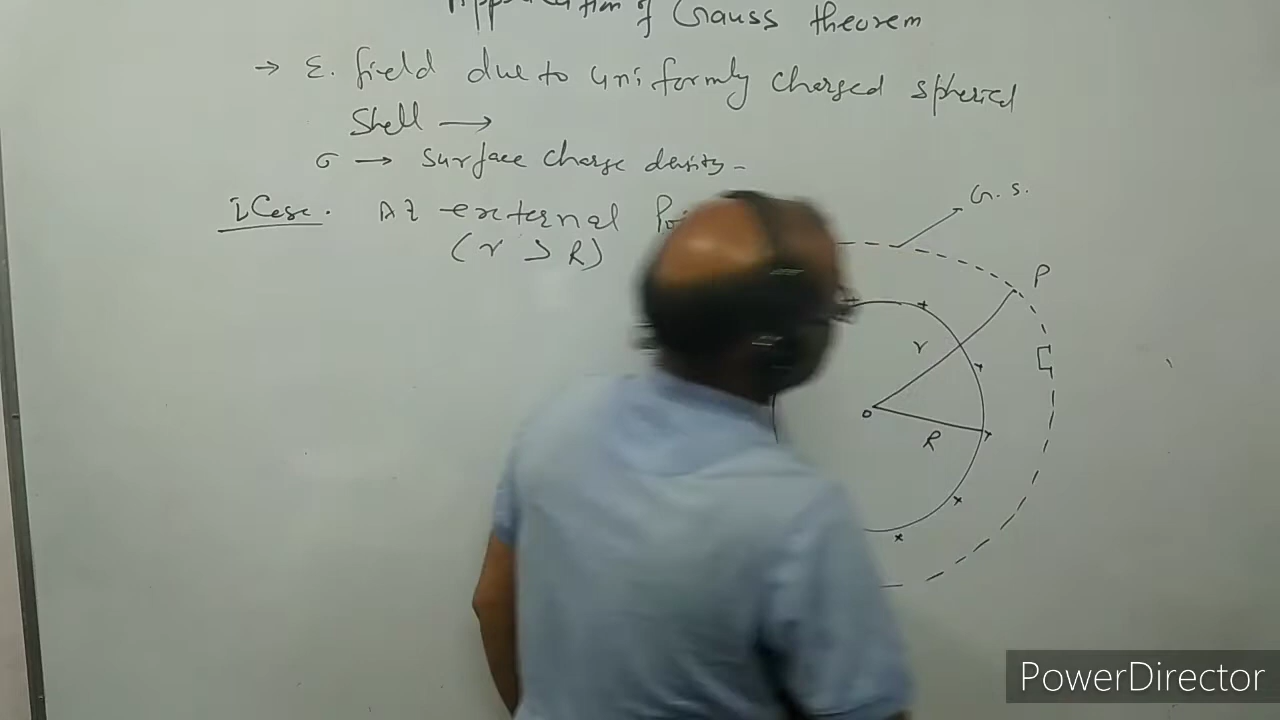 Application of Gauss theorem
→ E. field due to uniformly charged spherical
Shell →
σ → surface charge density -
I Case. At external
(r > R)
G. S.
P
r
O
R
PowerDirector